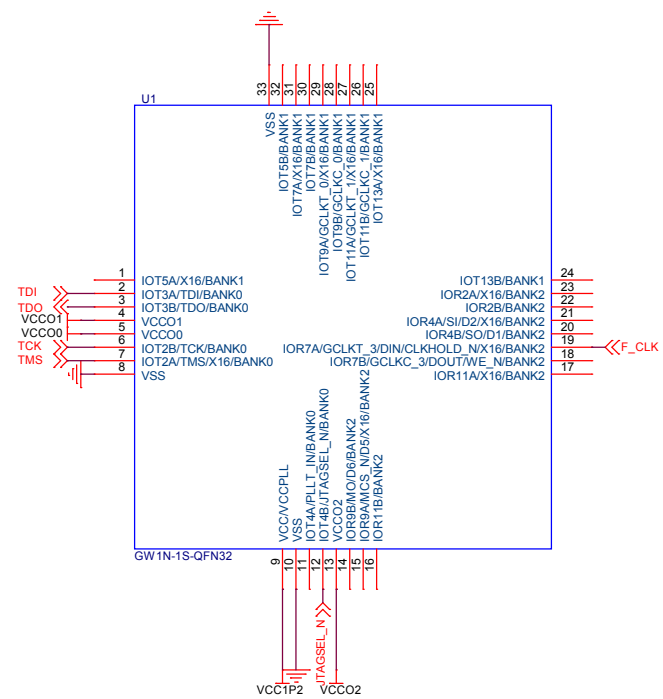 U1
33
32
31
30
29
28
27
26
25
VSS
IOT5B/BANK1
IOT7A/X16/BANK1
IOT7B/BANK1
IOT9A/GCLKT_0/X16/BANK1
IOT9B/GCLKC_0/BANK1
IOT11A/GCLKT_1/X16/BANK1
IOT11B/GCLKC_1/BANK1
IOT13A/X16/BANK1
1 IOT5A/X16/BANK1
TDI 2 IOT3A/TDI/BANK0
TDO 3 IOT3B/TDO/BANK0
VCCO1 4 VCCO1
VCCO0 5 VCCO0
TCK 6 IOT2B/TCK/BANK0
TMS 7 IOT2A/TMS/X16/BANK0
8 VSS
IOT13B/BANK1 24
IOR2A/X16/BANK2 23
IOR2B/BANK2 22
IOR4A/SI/D2/X16/BANK2 21
IOR4B/SO/D1/BANK2 20
IOR7A/GCLKT_3/DIN/CLKHOLD_N/X16/BANK2 19 F_CLK
IOR7B/GCLKC_3/DOUT/WE_N/BANK2 18
IOR11A/X16/BANK2 17
VCC/VCCPLL
VSS
IOT4A/PLLT_IN/BANK0
IOT4B/JTAGSEL_N/BANK0
VCCO2
IOR9B/MO/D6/BANK2
IOR9A/MCS_N/D5/X16/BANK2
IOR11B/BANK2
GW1N-1S-QFN32
9
10
11
12
13
14
15
16
JTAGSEL_N
VCC1P2
VCCO2